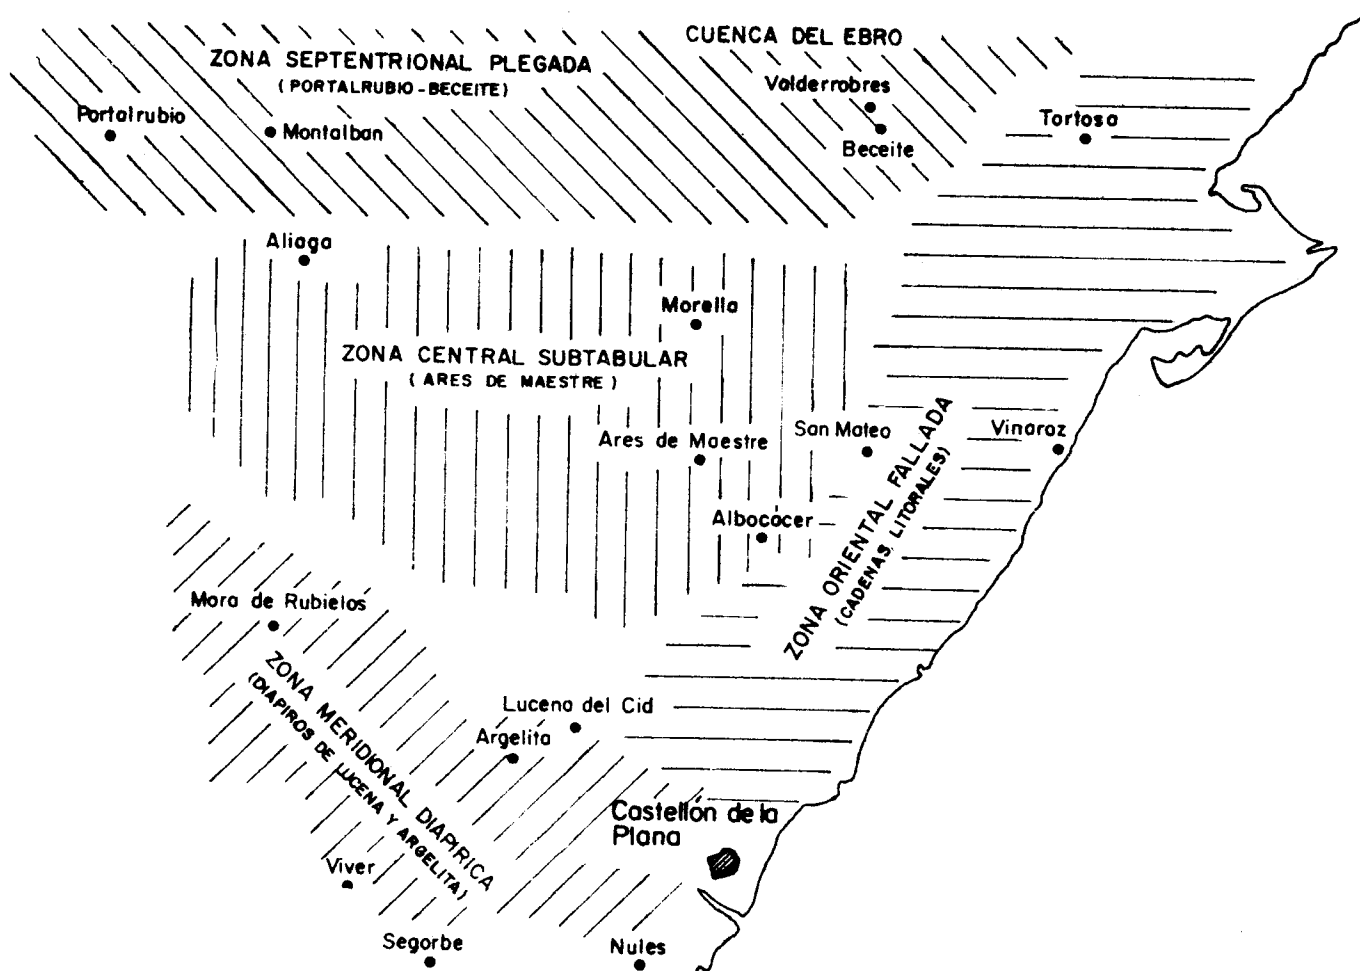 CUENCA DEL EBRO
ZONA SEPTENTRIONAL PLEGADA
(PORTALRUBIO-BECEITE)
Valderrobres
Portalrubio
Montalban
Beceite
Tortosa
Aliaga
Morella
ZONA CENTRAL SUBTABULAR
(ARES DE MAESTRE)
Ares de Maestre
San Mateo
Vinaroz
Albocácer
ZONA ORIENTAL FALLADA
(CADENAS LITORALES)
Mora de Rubielos
ZONA MERIDIONAL DIAPIRICA
(DIAPIROS DE LUCENA Y ARGELITA)
Lucena del Cid
Argelita
Castellón de la
Plana
Viver
Segorbe
Nules